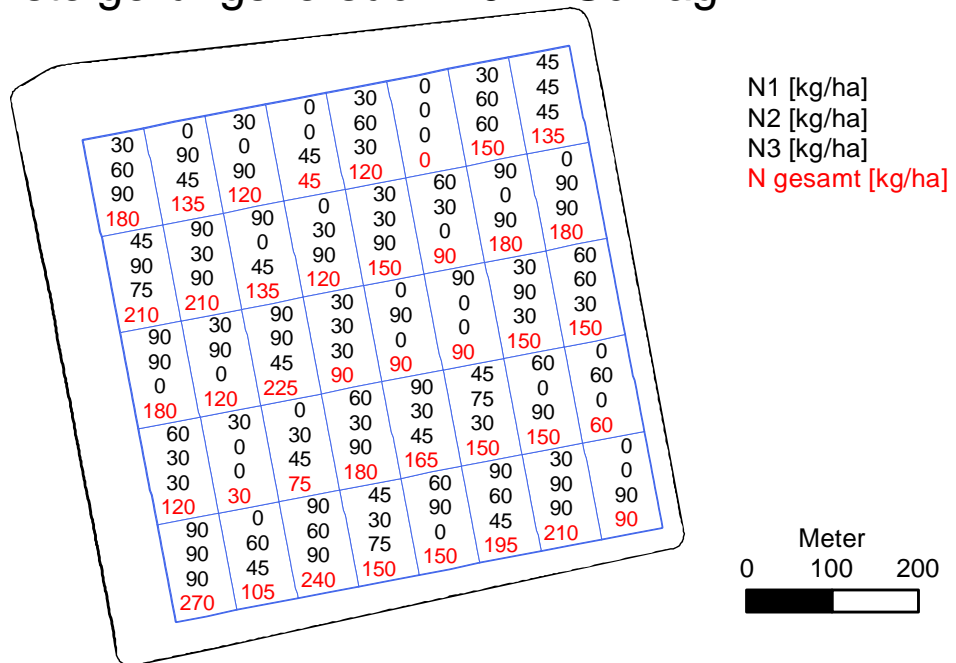 30 0 30 0 30 0 30 45
60 90 0 0 60 0 60 45
90 45 90 45 30 0 60 45
180 135 120 45 120 0 150 135
45 90 90 0 30 60 90 0
90 30 0 30 30 30 0 90
75 90 45 90 90 0 90 90
210 210 135 120 150 90 180 180
90 30 90 30 0 90 30 60
90 90 90 30 90 0 90 60
0 0 45 30 0 0 30 30
180 120 225 90 90 90 150 150
60 30 0 60 90 45 60 0
30 0 30 30 30 75 0 60
30 0 45 90 45 30 90 0
120 30 75 180 165 150 150 60
90 0 90 45 60 90 30 0
90 60 60 30 90 60 90 0
90 45 90 75 0 45 90 90
270 105 240 150 150 195 210 90
N1 [kg/ha]
N2 [kg/ha]
N3 [kg/ha]
N gesamt [kg/ha]
Meter
0 100 200